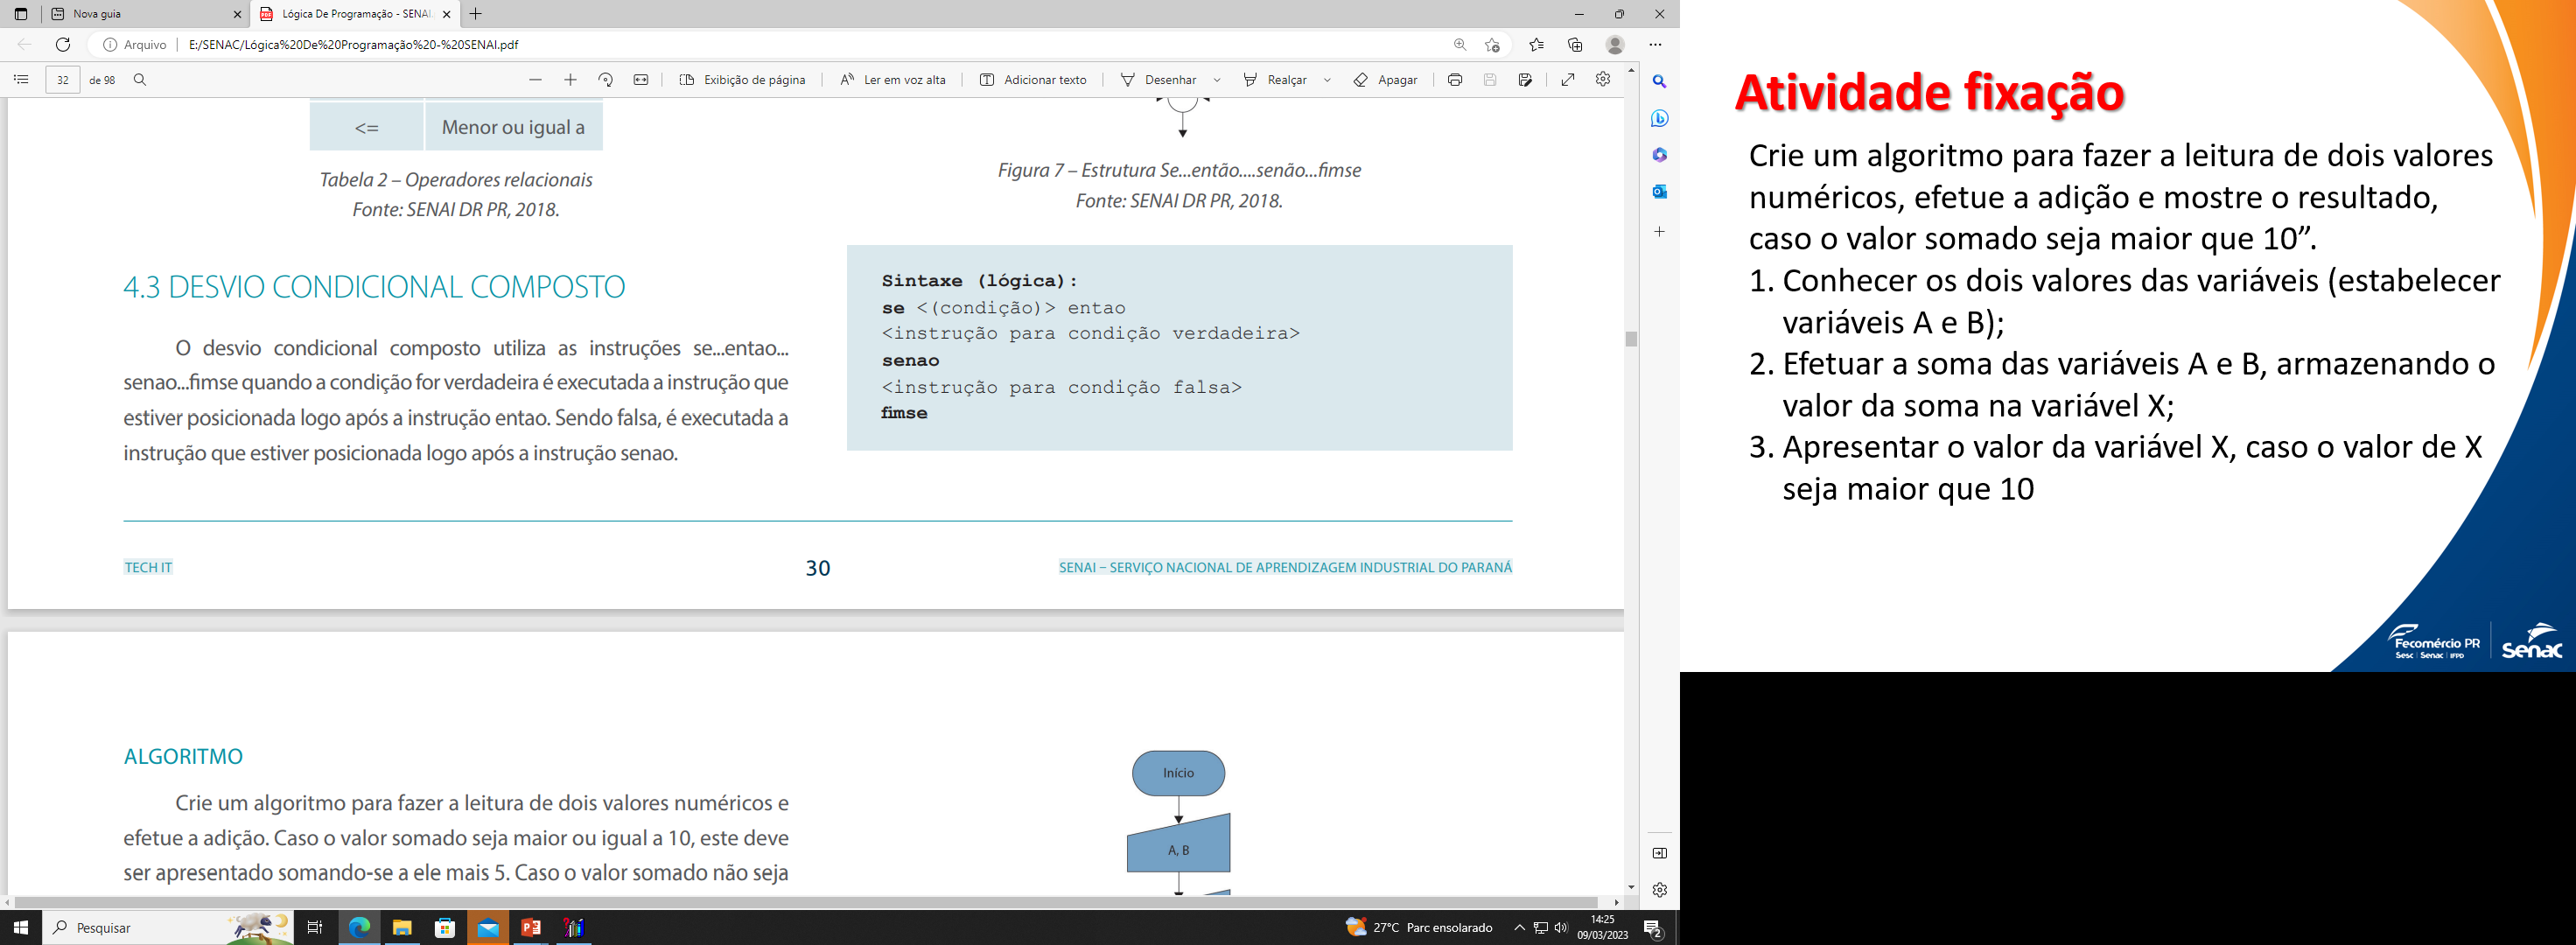 Nova guia
Lógica De Programação - SENAI
Arquivo
E:/SENAC/Lógica%20De%20Programação%20-%20SENAI.pdf
32
de 98
Exibição de página
Ler em voz alta
Adicionar texto
Desenhar
Realçar
Apagar
<=
Menor ou igual a
Tabela 2 – Operadores relacionais
Fonte: SENAI DR PR, 2018.
4.3 DESVIO CONDICIONAL COMPOSTO
O desvio condicional composto utiliza as instruções se...entao...
senao...fimse quando a condição for verdadeira é executada a instrução que
estiver posicionada logo após a instrução entao. Sendo falsa, é executada a
instrução que estiver posicionada logo após a instrução senao.
Figura 7 – Estrutura Se...então....senão...fimse
Fonte: SENAI DR PR, 2018.
Sintaxe (lógica):
se <(condição)> entao
<instrução para condição verdadeira>
senao
<instrução para condição falsa>
fimse
TECH IT
30
SENAI – SERVIÇO NACIONAL DE APRENDIZAGEM INDUSTRIAL DO PARANÁ
ALGORITMO
Crie um algoritmo para fazer a leitura de dois valores numéricos e
efetue a adição. Caso o valor somado seja maior ou igual a 10, este deve
ser apresentado somando-se a ele mais 5. Caso o valor somado não seja
Início
A, B
Pesquisar
27°C Parc ensolarado
14:25
09/03/2023
2
Atividade fixação
Crie um algoritmo para fazer a leitura de dois valores
numéricos, efetue a adição e mostre o resultado,
caso o valor somado seja maior que 10”.
1. Conhecer os dois valores das variáveis (estabelecer
variáveis A e B);
2. Efetuar a soma das variáveis A e B, armazenando o
valor da soma na variável X;
3. Apresentar o valor da variável X, caso o valor de X
seja maior que 10
Fecomércio PR
Sesc | Senac | IFPD
Senac